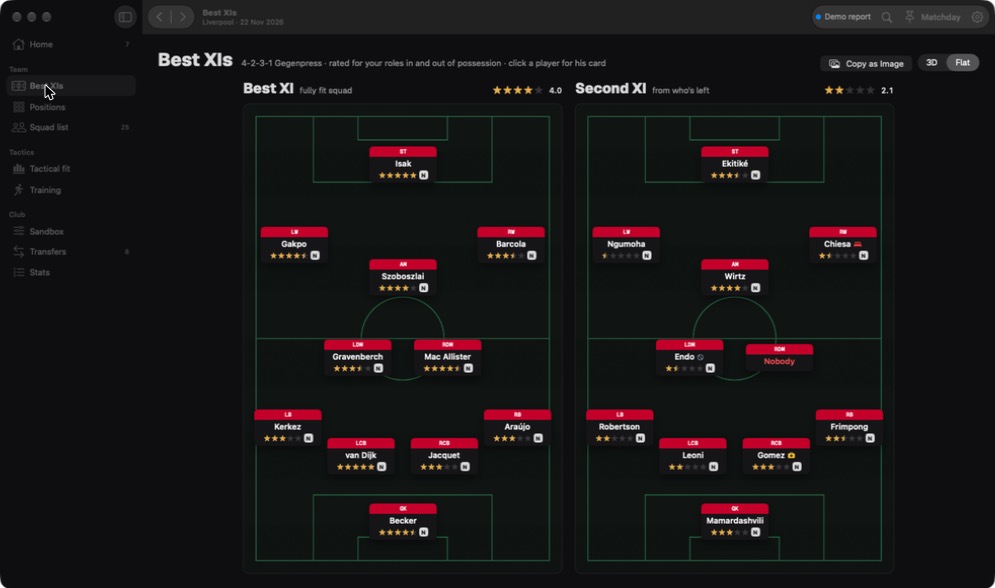 Best XIs
Liverpool · 22 Nov 2026
Demo report
Matchday
Home 7
Team
Best XIs
Positions
Squad list 25
Tactics
Tactical fit
Training
Club
Sandbox
Transfers 8
Stats
Best XIs 4-2-3-1 Gegenpress · rated for your roles in and out of possession · click a player for his card
Copy as Image
3D Flat
Best XI fully fit squad 4.0
ST
Isak
N
LW
Gakpo
N
RW
Barcola
N
AM
Szoboszlai
N
LDM
Gravenberch
N
RDM
Mac Allister
N
LB
Kerkez
N
RB
Araújo
N
LCB
van Dijk
N
RCB
Jacquet
N
GK
Becker
N
Second XI from who's left 2.1
ST
Ekitiké
N
LW
Ngumoha
N
RW
Chiesa
N
AM
Wirtz
N
LDM
Endo
N
RDM
Nobody
LB
Robertson
N
RB
Frimpong
N
LCB
Leoni
N
RCB
Gomez
N
GK
Mamardashvili
N